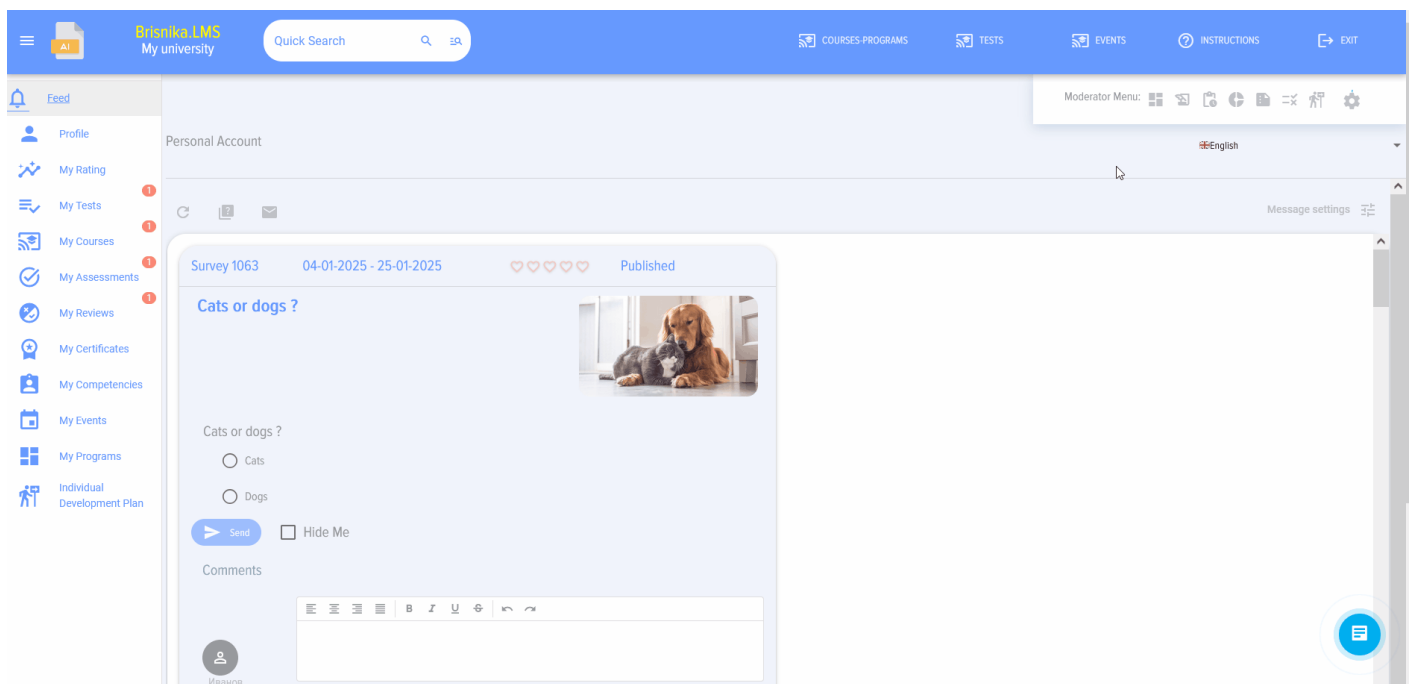 AI
Brisnika.LMS
My university
Quick Search
COURSES-PROGRAMS
TESTS
EVENTS
INSTRUCTIONS
EXIT
Feed
Moderator Menu:
Profile
Personal Account
English
My Rating
1
My Tests
Message settings
1
My Courses
Survey 1063
04-01-2025 - 25-01-2025
Published
1
My Assessments
1
Cats or dogs ?
My Reviews
My Certificates
My Competencies
My Events
Cats or dogs ?
My Programs
Cats
Individual
Development Plan
Dogs
Send
Hide Me
Comments
B I U S
Иванов